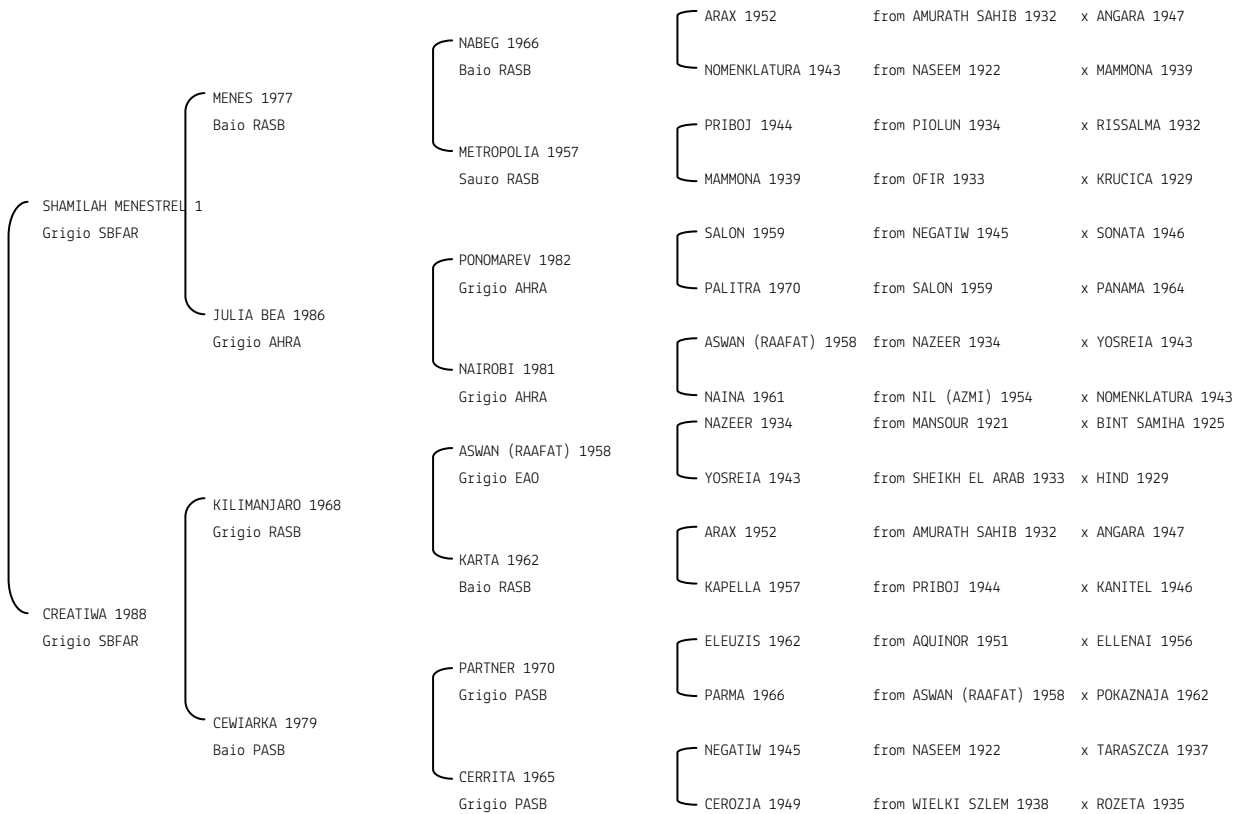 ARAX 1952 from AMURATH SAHIB 1932 x ANGARA 1947
NABEG 1966
Baio RASB NOMENKLATURA 1943 from NASEEM 1922 x MAMMONA 1939
MENES 1977
Baio RASB PRIBOJ 1944 from PIOLUN 1934 x RISSALMA 1932
METROPOLIA 1957
Sauro RASB MAMMONA 1939 from OFIR 1933 x KRUCICA 1929
SHAMILAH MENESTREL 1
Grigio SBFAR SALON 1959 from NEGATIW 1945 x SONATA 1946
PONOMAREV 1982
Grigio AHRA PALITRA 1970 from SALON 1959 x PANAMA 1964
JULIA BEA 1986
Grigio AHRA ASWAN (RAAFAT) 1958 from NAZEER 1934 x YOSREIA 1943
NAIROBI 1981
Grigio AHRA NAINA 1961 from NIL (AZMI) 1954 x NOMENKLATURA 1943
NAZEER 1934 from MANSOUR 1921 x BINT SAMIHA 1925
ASWAN (RAAFAT) 1958
Grigio EAO YOSREIA 1943 from SHEIKH EL ARAB 1933 x HIND 1929
KILIMANJARO 1968
Grigio RASB ARAX 1952 from AMURATH SAHIB 1932 x ANGARA 1947
KARTA 1962
Baio RASB KAPELLA 1957 from PRIBOJ 1944 x KANITEL 1946
CREATIWA 1988
Grigio SBFAR ELEUZIS 1962 from AQUINOR 1951 x ELLENAI 1956
PARTNER 1970
Grigio PASB PARMA 1966 from ASWAN (RAAFAT) 1958 x POKAZNAJA 1962
CEWIARKA 1979
Baio PASB NEGATIW 1945 from NASEEM 1922 x TARASZCZA 1937
CERRITA 1965
Grigio PASB CEROZJA 1949 from WIELKI SZLEM 1938 x ROZETA 1935